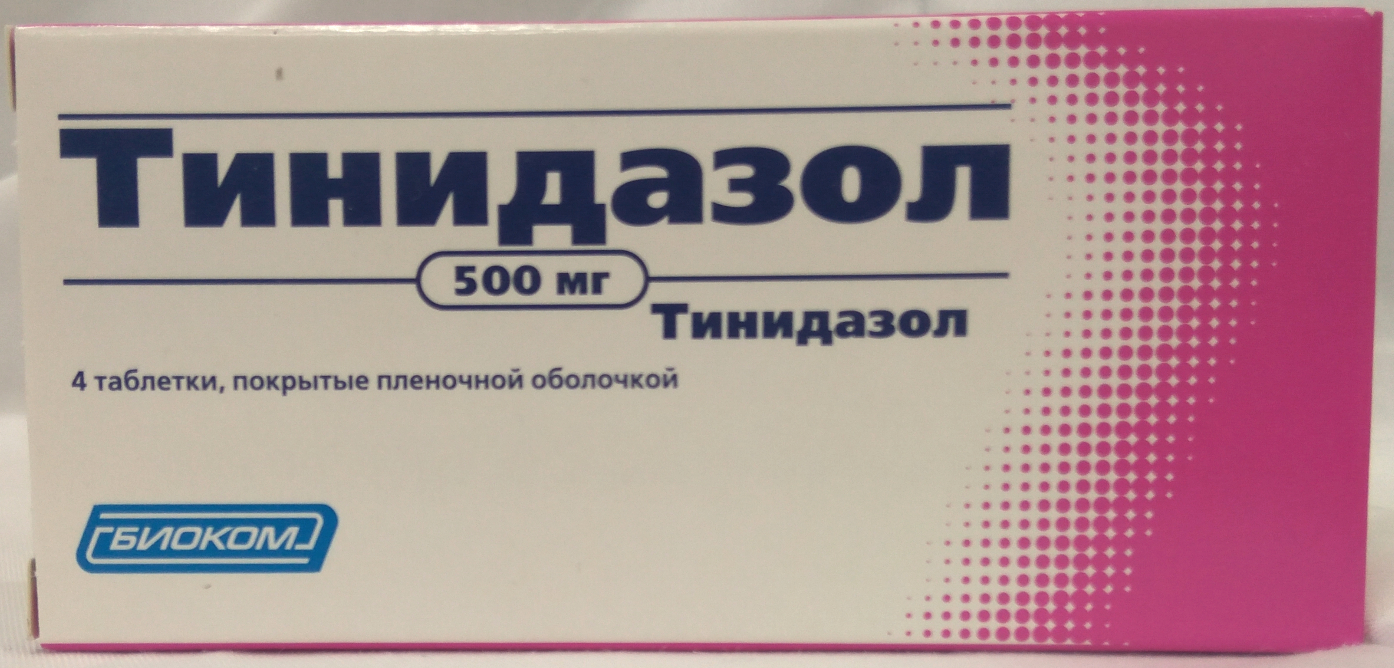 Тинидазол
500 мг
Тинидазол
4 таблетки, покрытые пленочной оболочкой
БИОКОМ